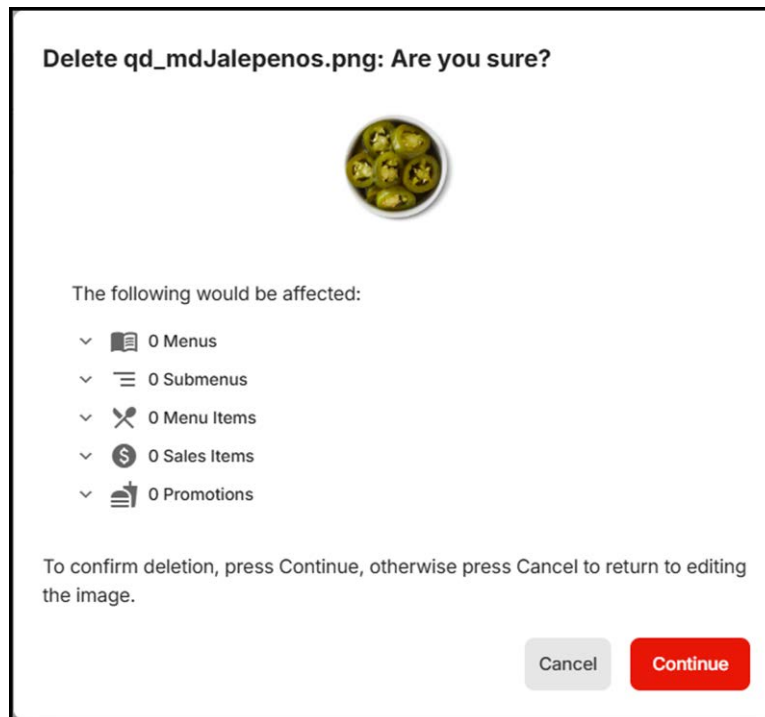 Delete qd_mdJalepenos.png: Are you sure?
The following would be affected:
0 Menus
0 Submenus
0 Menu Items
0 Sales Items
0 Promotions
To confirm deletion, press Continue, otherwise press Cancel to return to editing
the image.
Cancel Continue